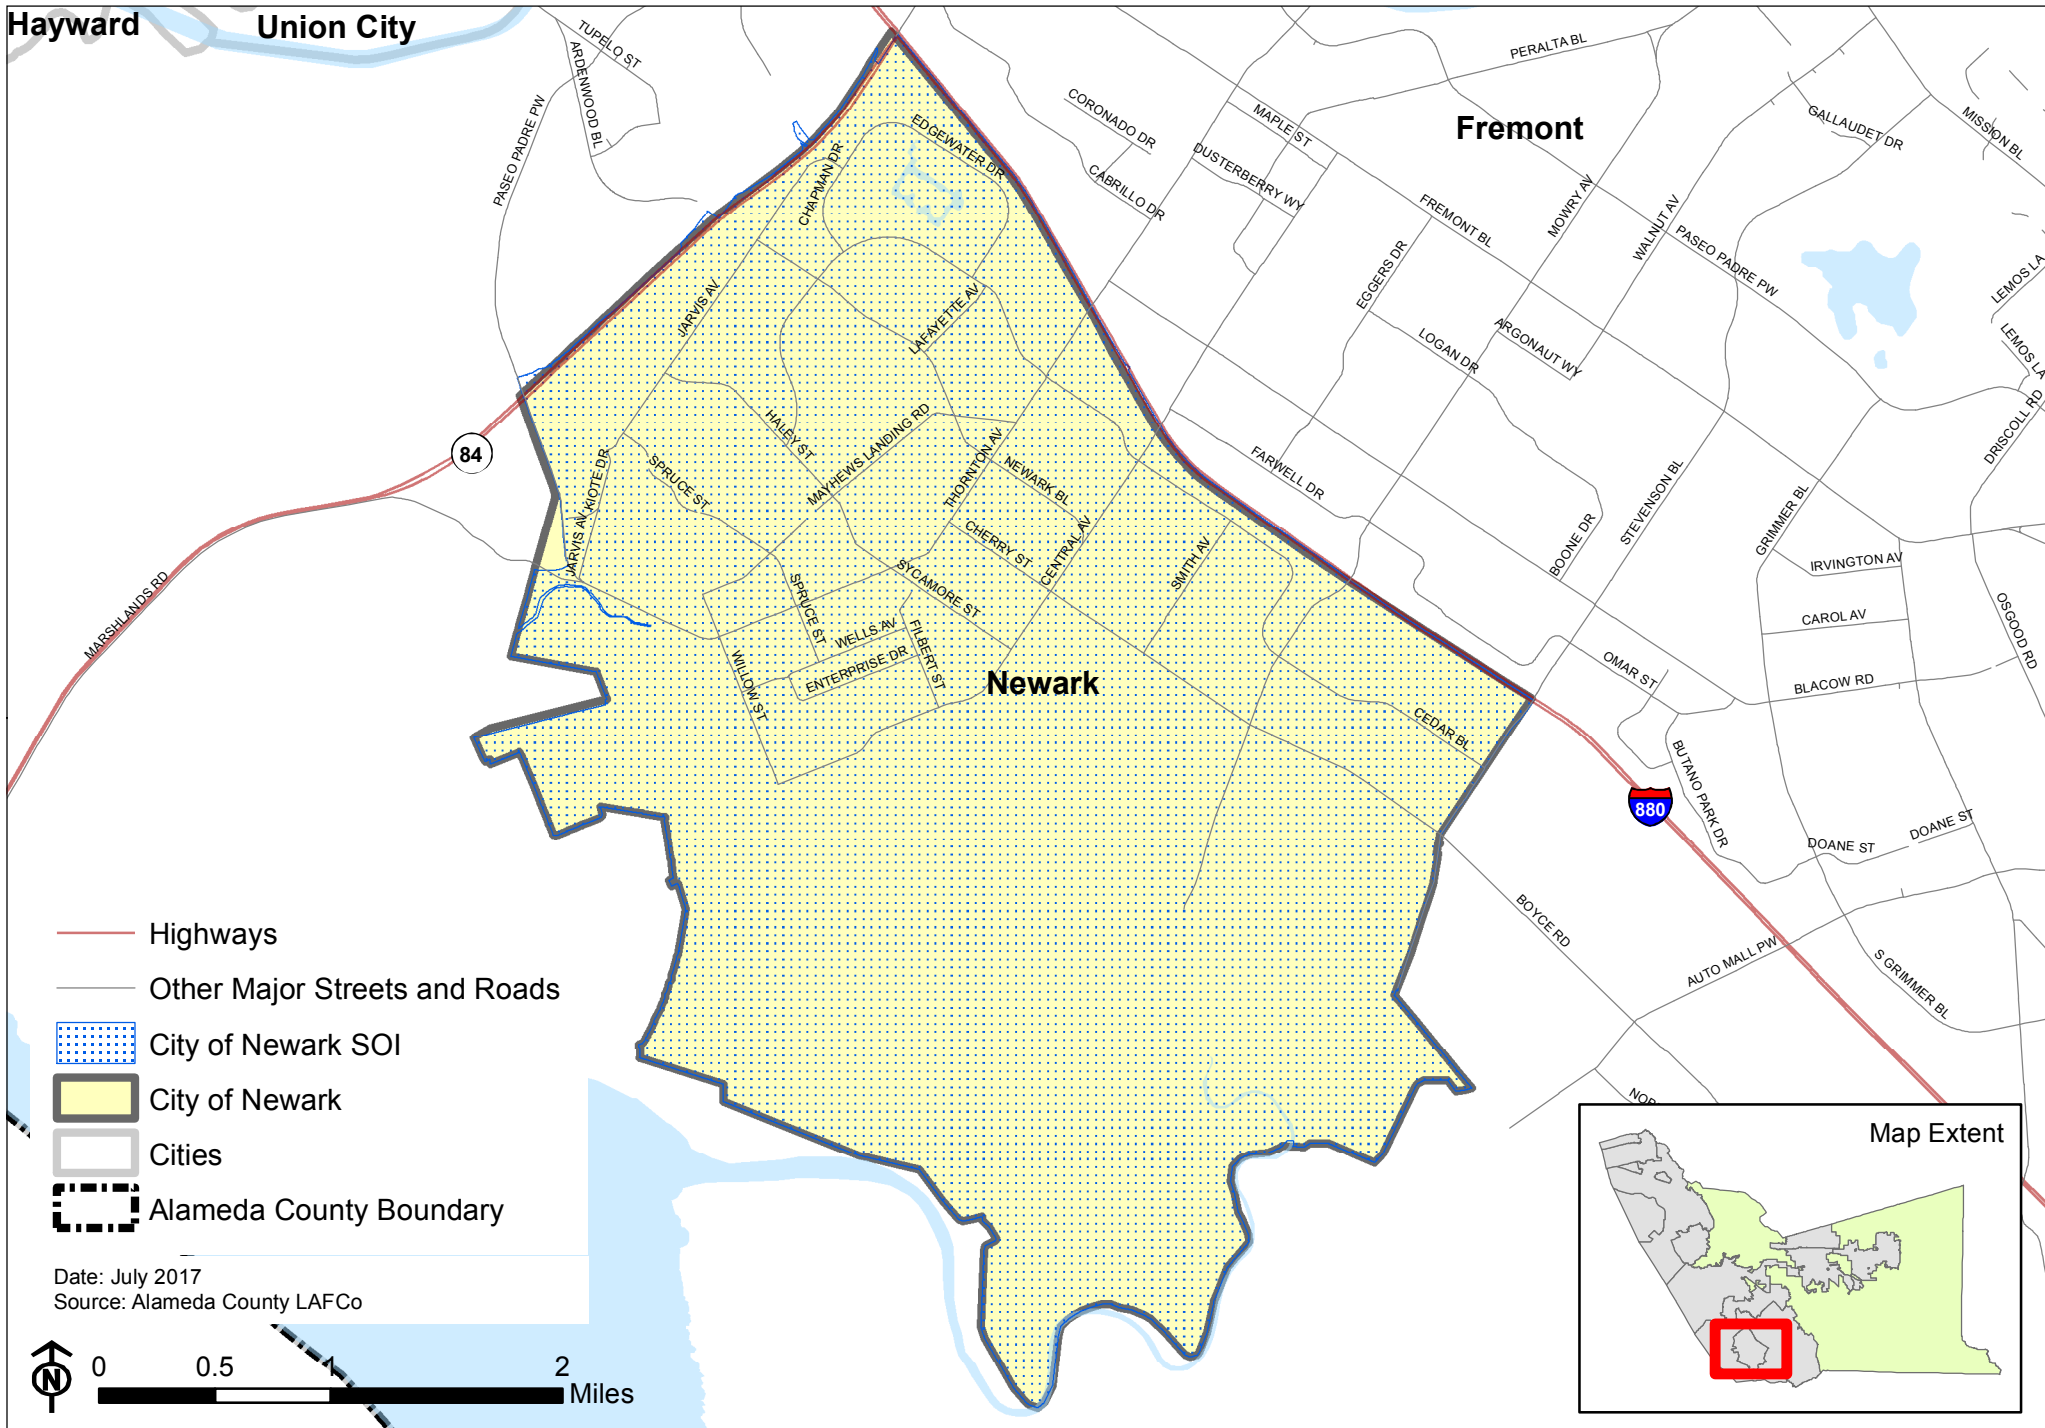 Hayward
Union City
TUPELO ST
ARDENWOOD BL
PASEO PADRE PW
PERALTA BL
CORONADO DR
MAPLE ST
Fremont
GALLAUDET DR
MISSION BL
EDGEWATER DR
CHAPMAN DR
CABRILLO DR
DUSTERBERRY WY
FREMONT BL
MOWRY AV
WALNUT AV
PASEO PADRE PW
EGGERS DR
LEMOS LA
LEMOS LA
JARVIS AV
LAFAYETTE AV
LOGAN DR
ARGONAUT WY
DRISCOLL RD
84
HALEY ST
MAYHEWS LANDING RD
THORNTON AV
NEWARK BL
FARWELL DR
SPRUCE ST
KIOTE DR
JARVIS AV
CHERRY ST
CENTRAL AV
SMITH AV
BOONE DR
STEVENSON BL
GRIMMER BL
IRVINGTON AV
MARSHLANDS RD
SYCAMORE ST
SPRUCE ST
WELLS AV
FILBERT ST
ENTERPRISE DR
WILLOW ST
CAROL AV
OSGOOD RD
OMAR ST
BLACOW RD
Newark
CEDAR BL
BUTANO PARK DR
880
DOANE ST
DOANE ST
BOYCE RD
AUTO MALL PW
S GRIMMER BL
Highways
Other Major Streets and Roads
City of Newark SOI
City of Newark
Cities
Alameda County Boundary
Map Extent
Date: July 2017
Source: Alameda County LAFCo
N
0 0.5 1 2
Miles